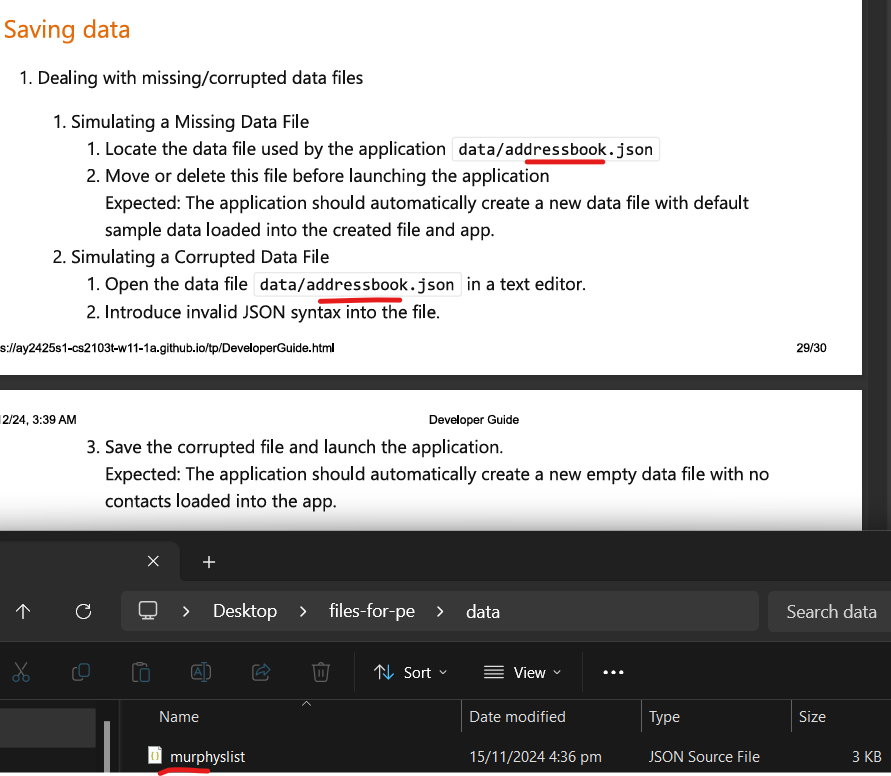 Saving data
1. Dealing with missing/corrupted data files
1. Simulating a Missing Data File
1. Locate the data file used by the application data/addressbook.json
2. Move or delete this file before launching the application
Expected: The application should automatically create a new data file with default
sample data loaded into the created file and app.
2. Simulating a Corrupted Data File
1. Open the data file data/addressbook.json in a text editor.
2. Introduce invalid JSON syntax into the file.
s://ay2425s1-cs2103t-w11-1a.github.io/tp/DeveloperGuide.html 29/30
2/24, 3:39 AM Developer Guide
3. Save the corrupted file and launch the application.
Expected: The application should automatically create a new empty data file with no
contacts loaded into the app.
Desktop > files-for-pe > data Search data
Sort View
Name Date modified Type Size
murphyslist 15/11/2024 4:36 pm JSON Source File 3 KB